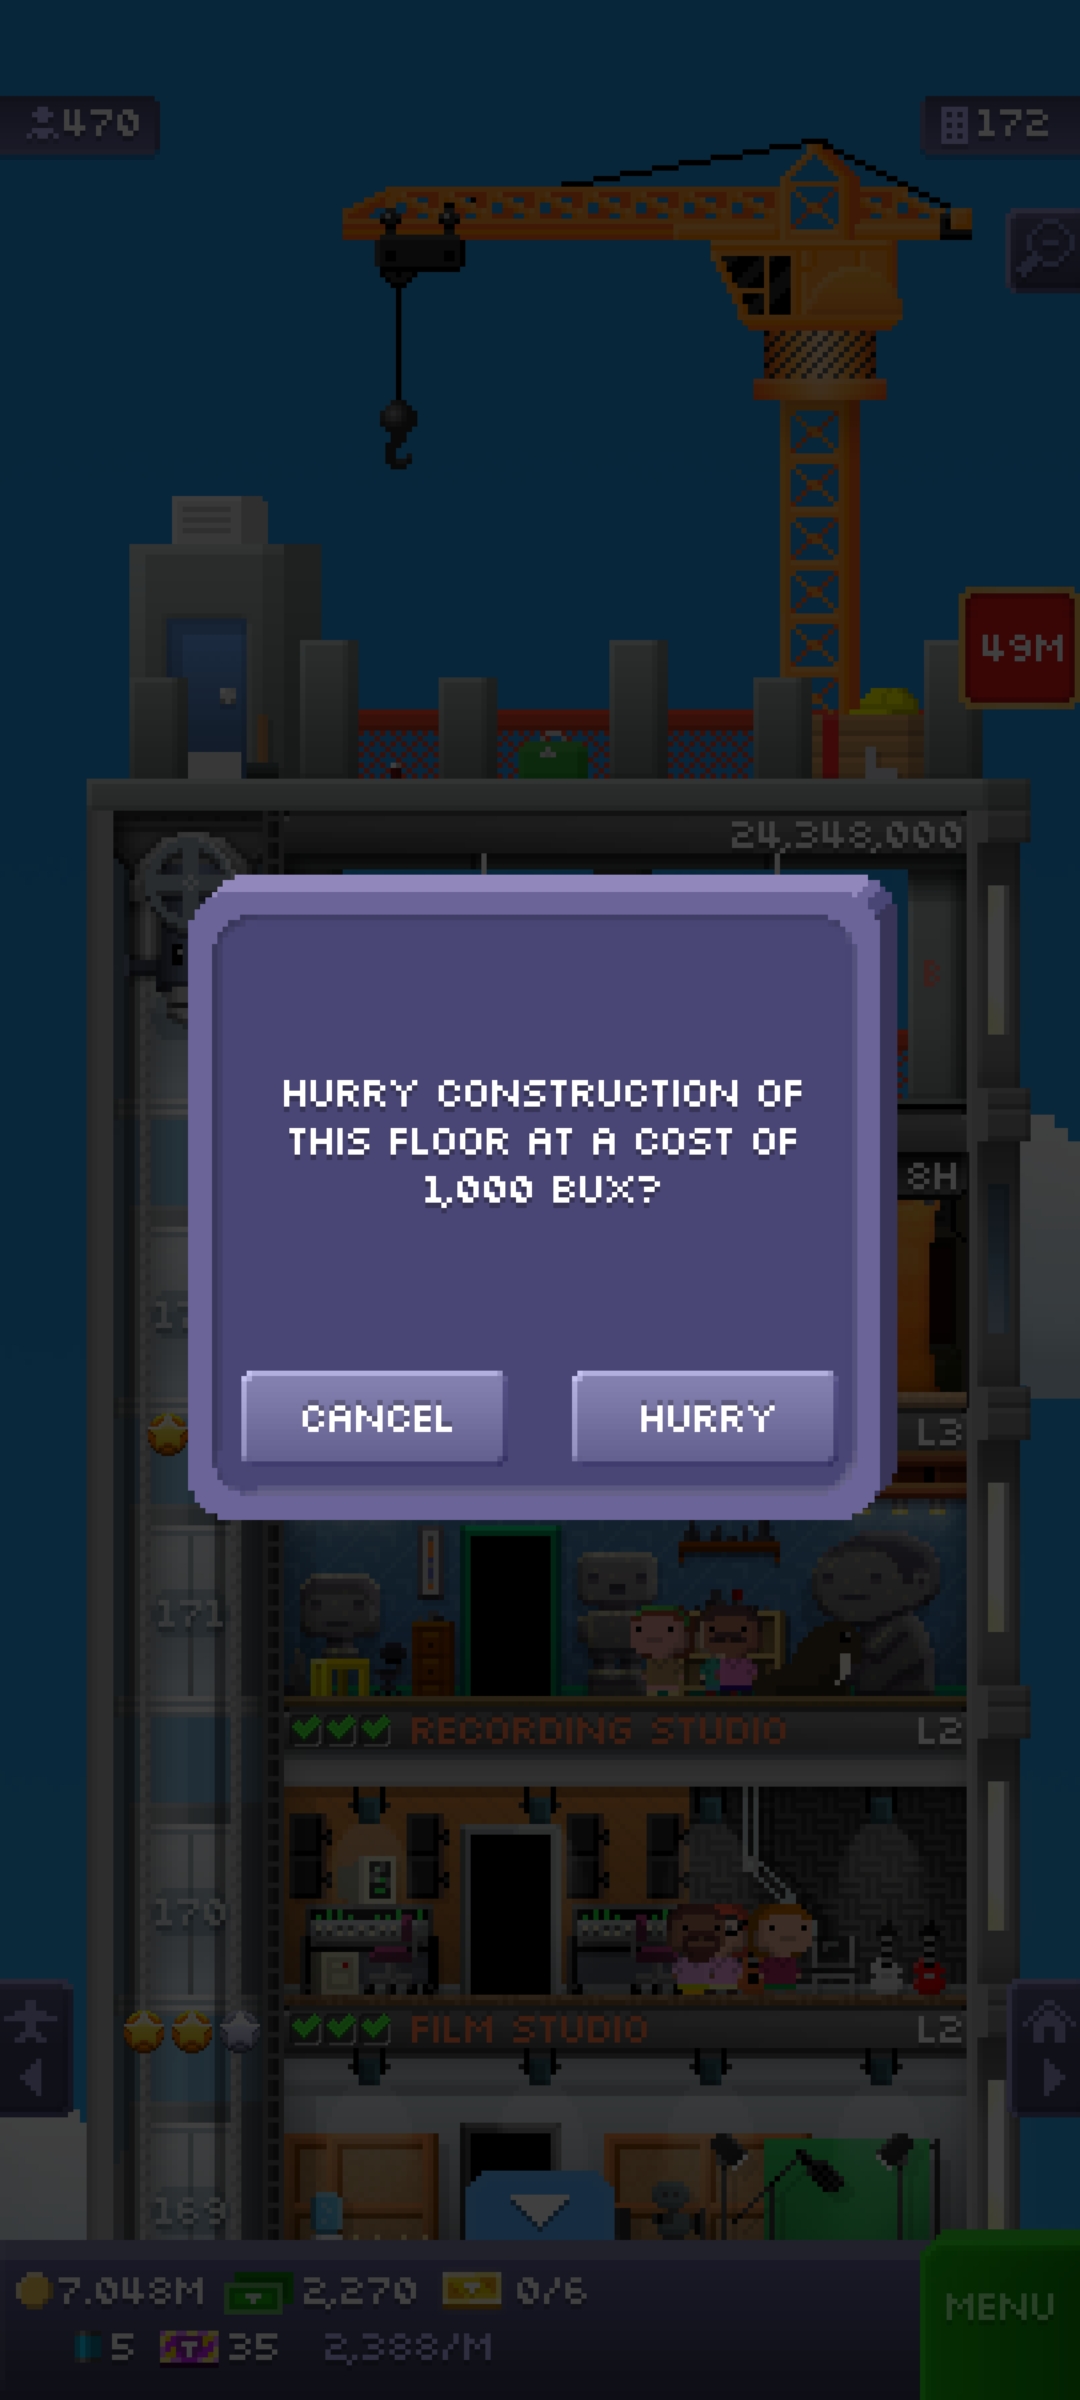 470
172
49M
24,348,000
HURRY CONSTRUCTION OF
THIS FLOOR AT A COST OF
1,000 BUX?
8H
CANCEL
HURRY
L3
171
RECORDING STUDIO
L2
170
FILM STUDIO
L2
169
7.048M
2,270
0/6
MENU
5
T
35
2,388/M